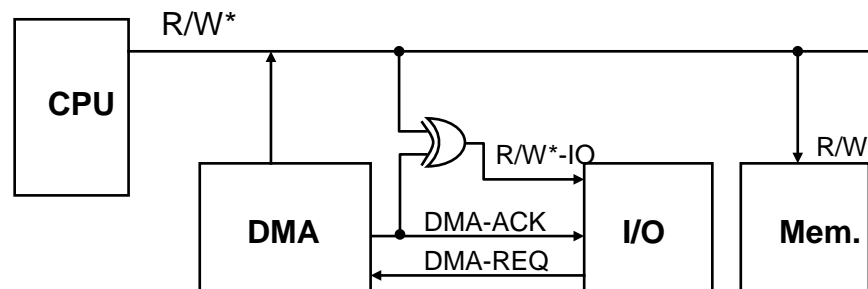 R/W*
CPU
R/W*-IO
R/W
DMA
DMA-ACK
I/O
Mem.
DMA-REQ